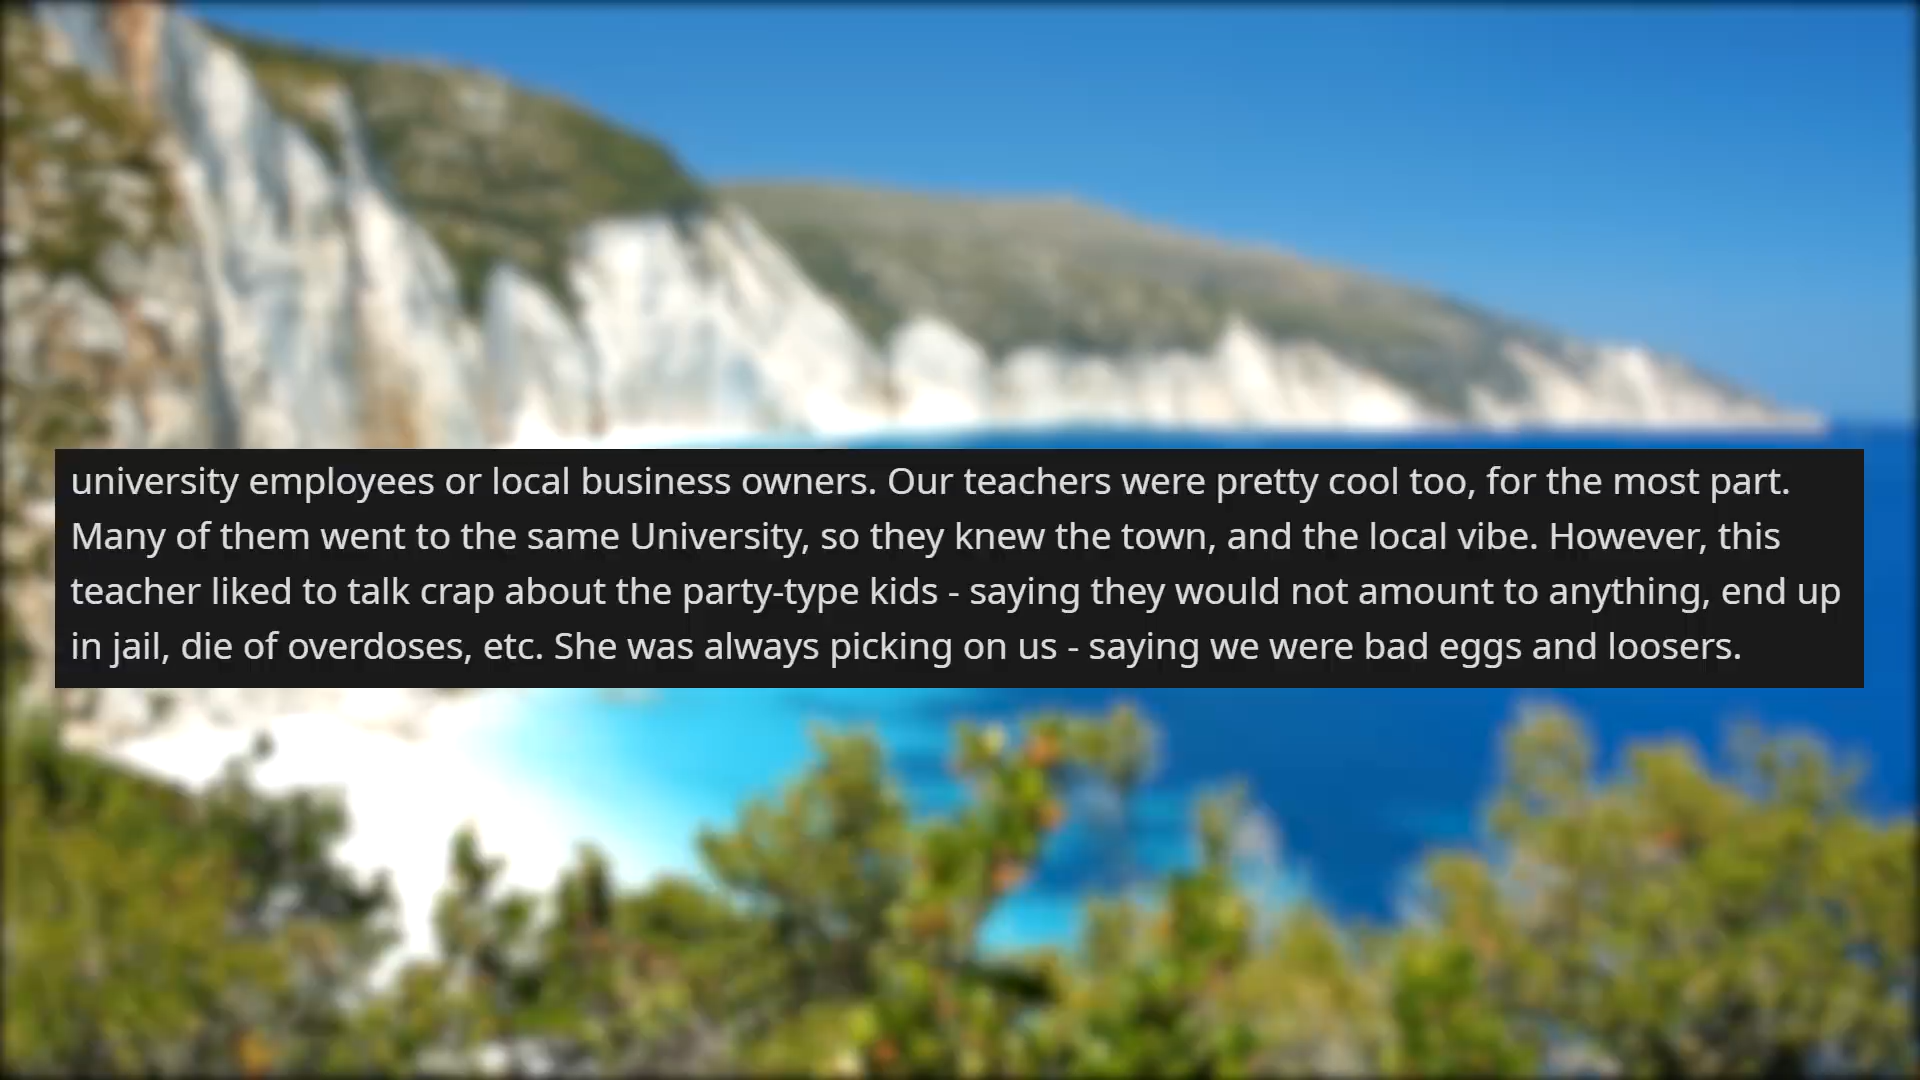 university employees or local business owners. Our teachers were pretty cool too, for the most part.
Many of them went to the same University, so they knew the town, and the local vibe. However, this
teacher liked to talk crap about the party-type kids - saying they would not amount to anything, end up
in jail, die of overdoses, etc. She was always picking on us - saying we were bad eggs and loosers.